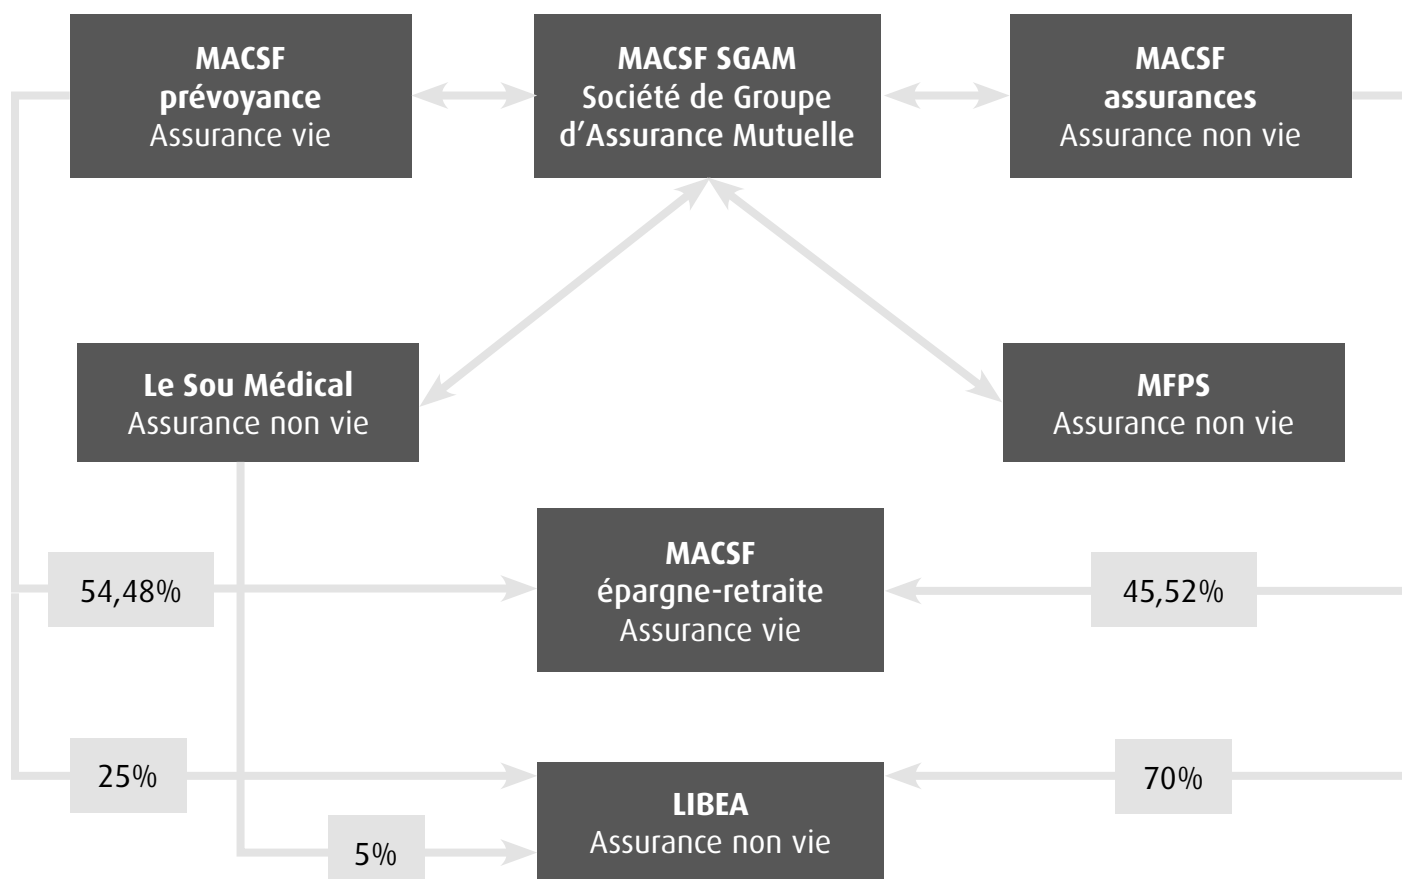 MACSF
prévoyance
Assurance vie
MACSF SGAM
Société de Groupe
d'Assurance Mutuelle
MACSF
assurances
Assurance non vie
Le Sou Médical
Assurance non vie
MFPS
Assurance non vie
54,48%
MACSF
épargne-retraite
Assurance vie
45,52%
25%
LIBEA
Assurance non vie
70%
5%